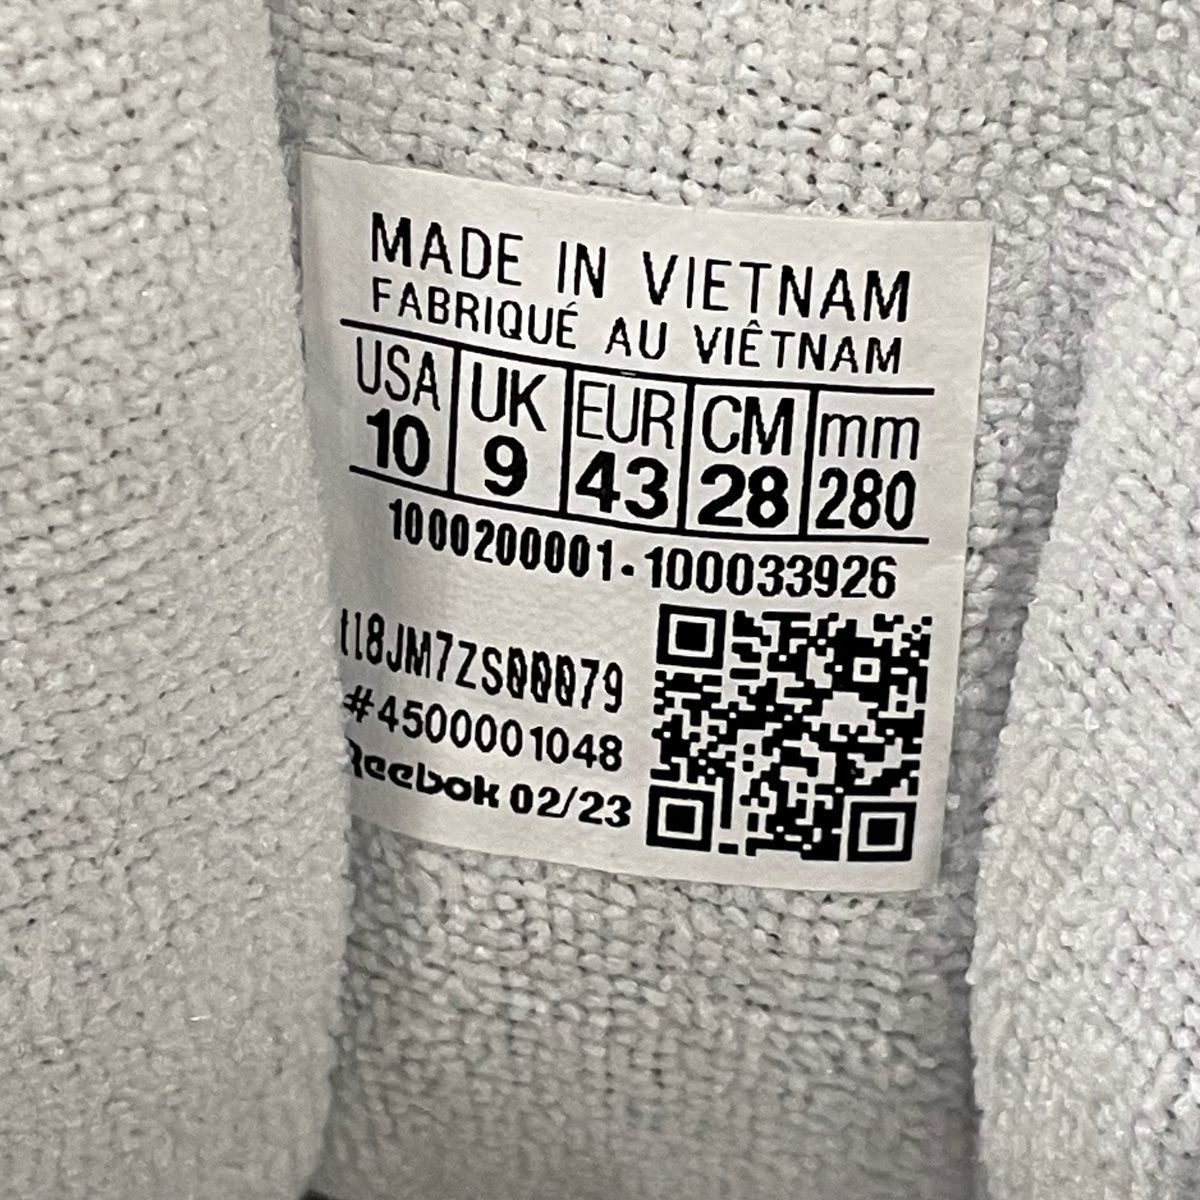 MADE IN VIETNAM
FABRIQUÉ AU VIÊTNAM
USA UK EUR CM mm
10 9 43 28 280
1000200001-100033926
t18JM7ZS00079
#4500001048
Reebok 02/23